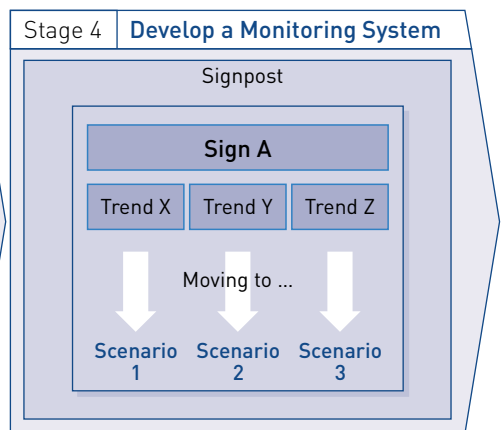 Stage 4 Develop a Monitoring System
Signpost
Sign A
Trend X Trend Y Trend Z
Moving to ...
Scenario Scenario Scenario
1 2 3